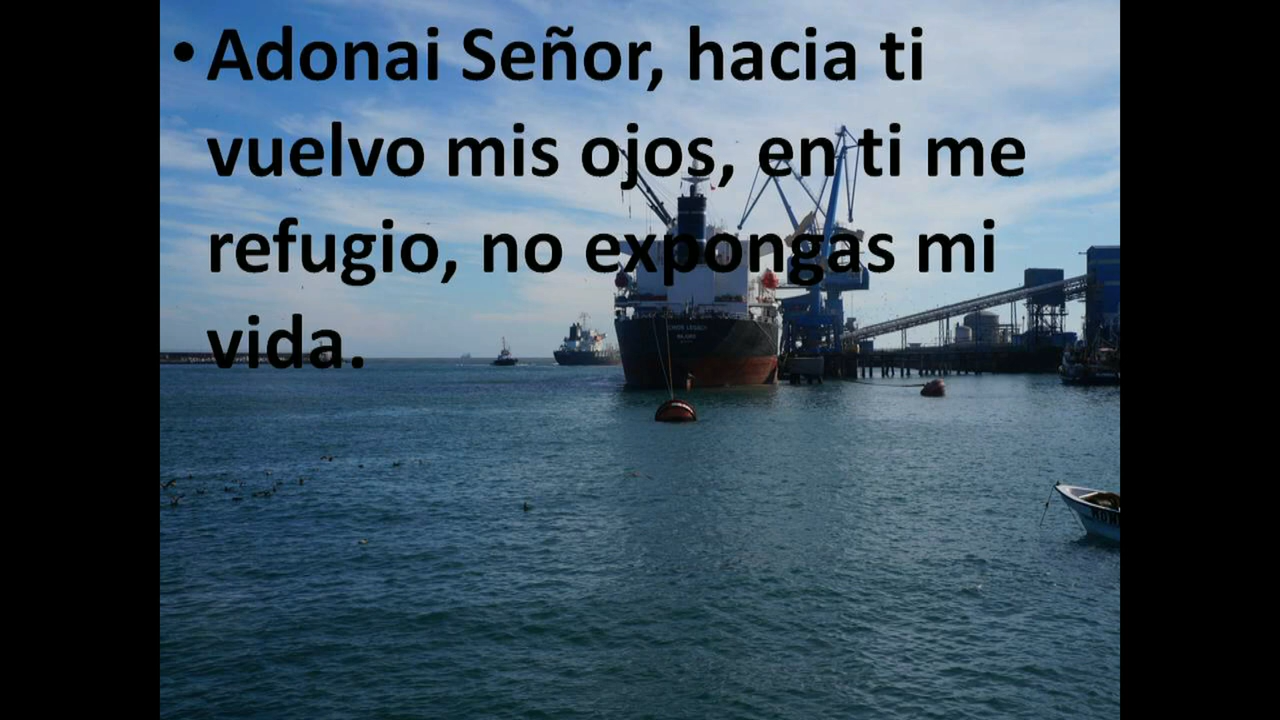 • Adonai Señor, hacia ti
vuelvo mis ojos, en ti me
refugio, no expongas mi
vida.